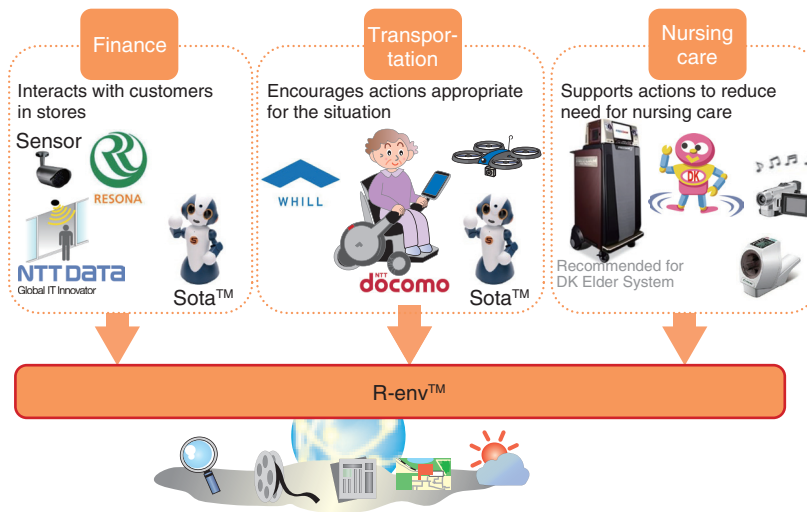 Finance
Interacts with customers
in stores
Sensor
RESONA
NTT DATA
Global IT Innovator
Sota™
Transpor-
tation
Encourages actions appropriate
for the situation
WHILL
NTT
docomo
S
Sota™
Nursing
care
Supports actions to reduce
need for nursing care
DK
Recommended for
DK Elder System
R-env™